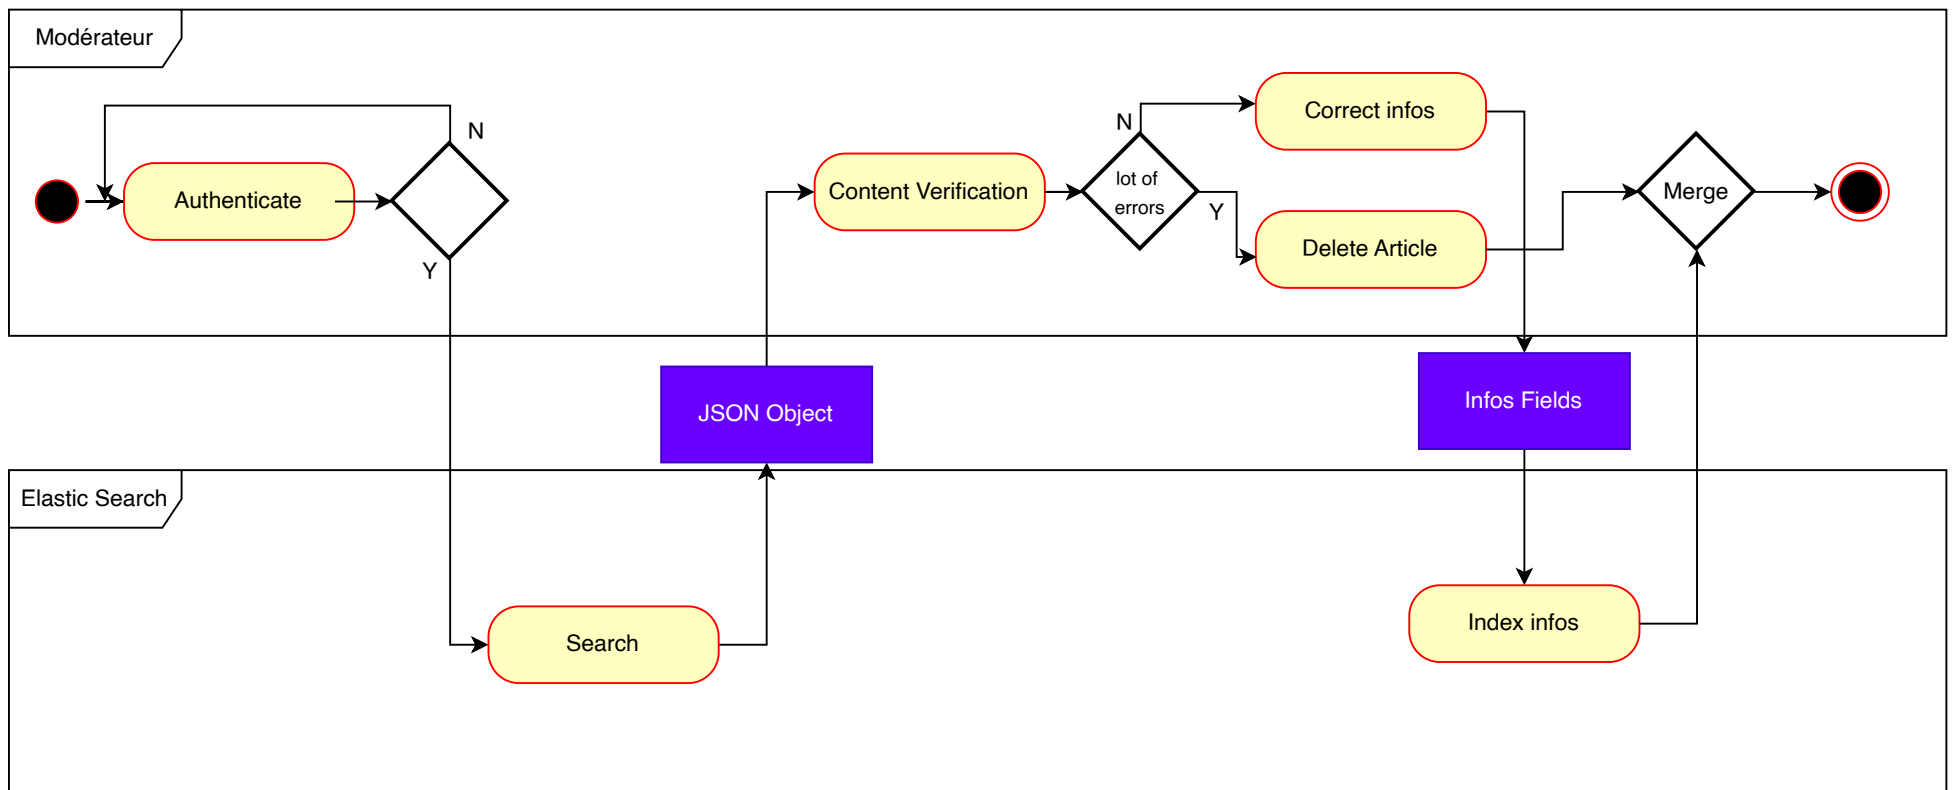 Modérateur
N
Authenticate
Y
Content Verification
N
lot of
errors
Y
Correct infos
Delete Article
Merge
JSON Object
Infos Fields
Elastic Search
Search
Index infos